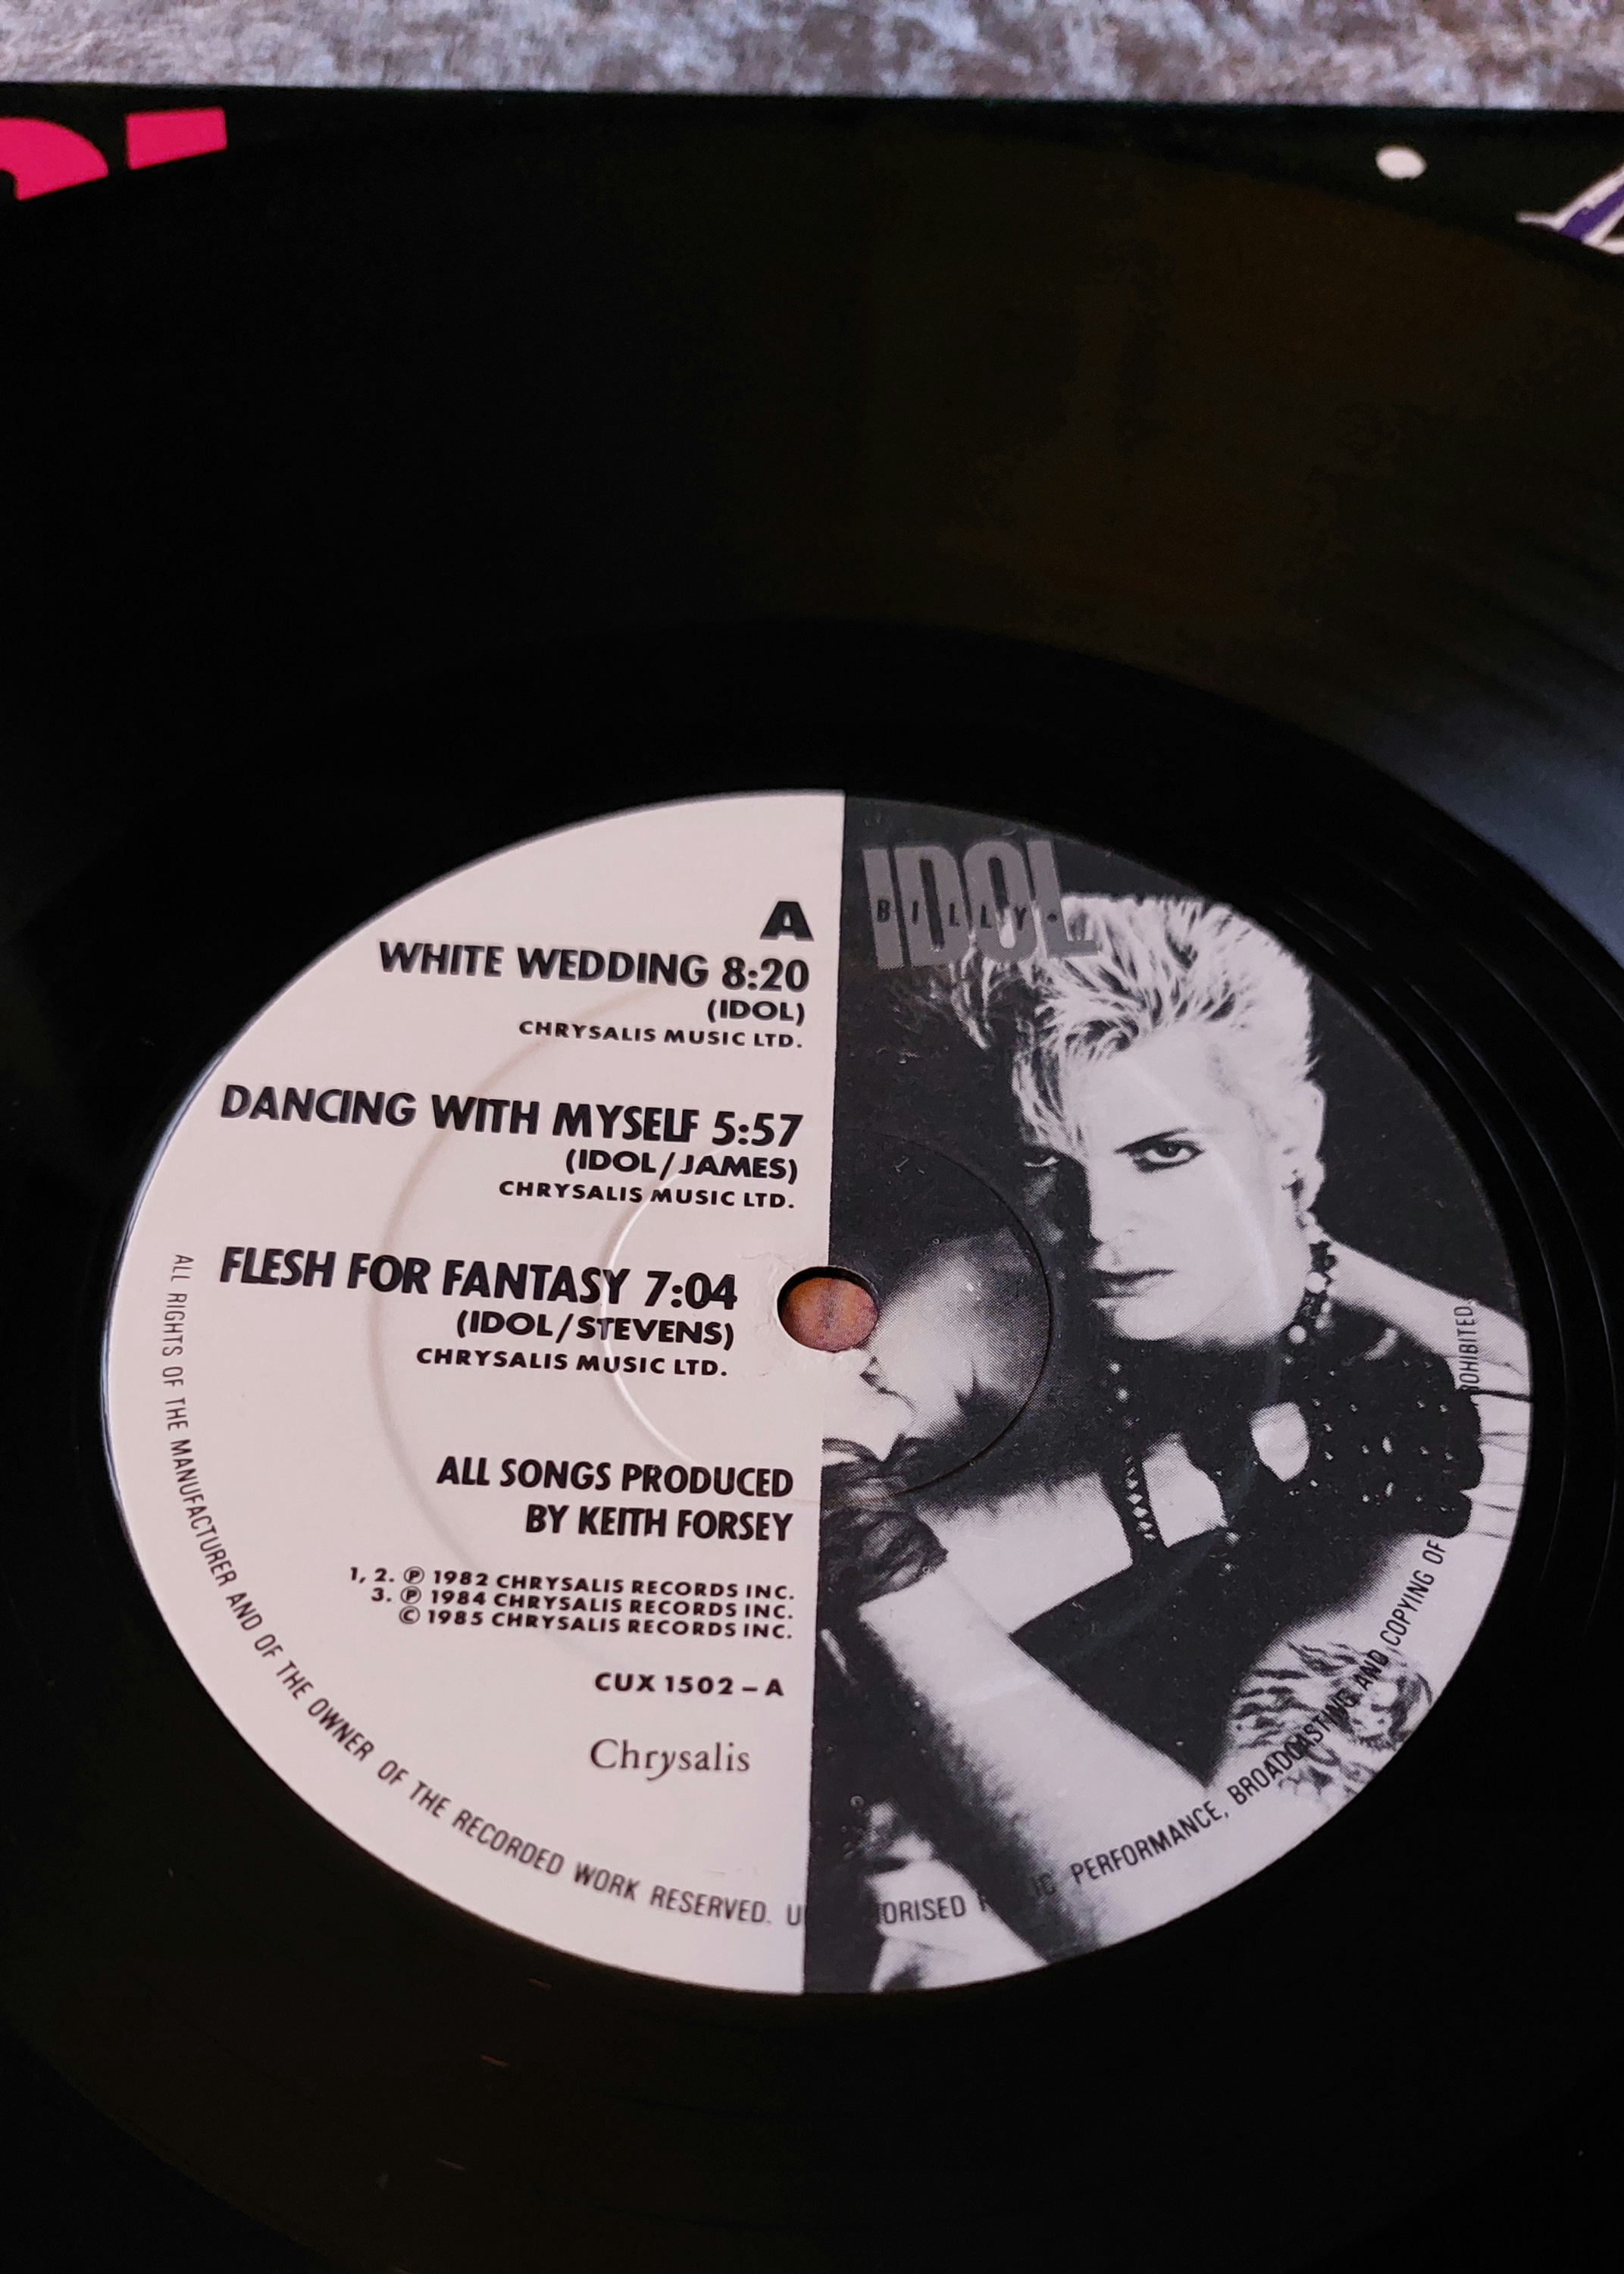 IDOL
BILLY
A
WHITE WEDDING 8:20
(IDOL)
CHRYSALIS MUSIC LTD.
DANCING WITH MYSELF 5:57
(IDOL/JAMES)
CHRYSALIS MUSIC LTD.
FLESH FOR FANTASY 7:04
(IDOL/STEVENS)
CHRYSALIS MUSIC LTD.
ALL SONGS PRODUCED
BY KEITH FORSEY
1, 2. Ⓟ 1982 CHRYSALIS RECORDS INC.
3. Ⓟ 1984 CHRYSALIS RECORDS INC.
© 1985 CHRYSALIS RECORDS INC.
CUX 1502 – A
Chrysalis
ALL RIGHTS OF THE MANUFACTURER AND OF THE OWNER OF THE RECORDED WORK RESERVED. PERFORMANCE, BROADCASTING AND COPYING OF